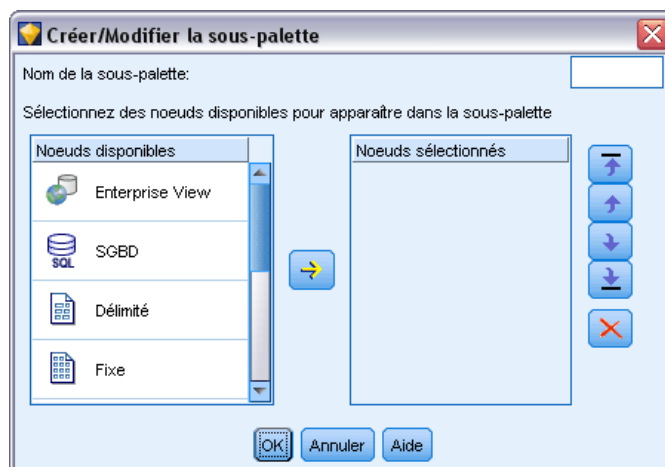 Créer/Modifier la sous-palette
Nom de la sous-palette:
Sélectionnez des noeuds disponibles pour apparaître dans la sous-palette
Noeuds disponibles
Noeuds sélectionnés
Enterprise View
SQL
SGBD
Délimité
Fixe
OK
Annuler
Aide